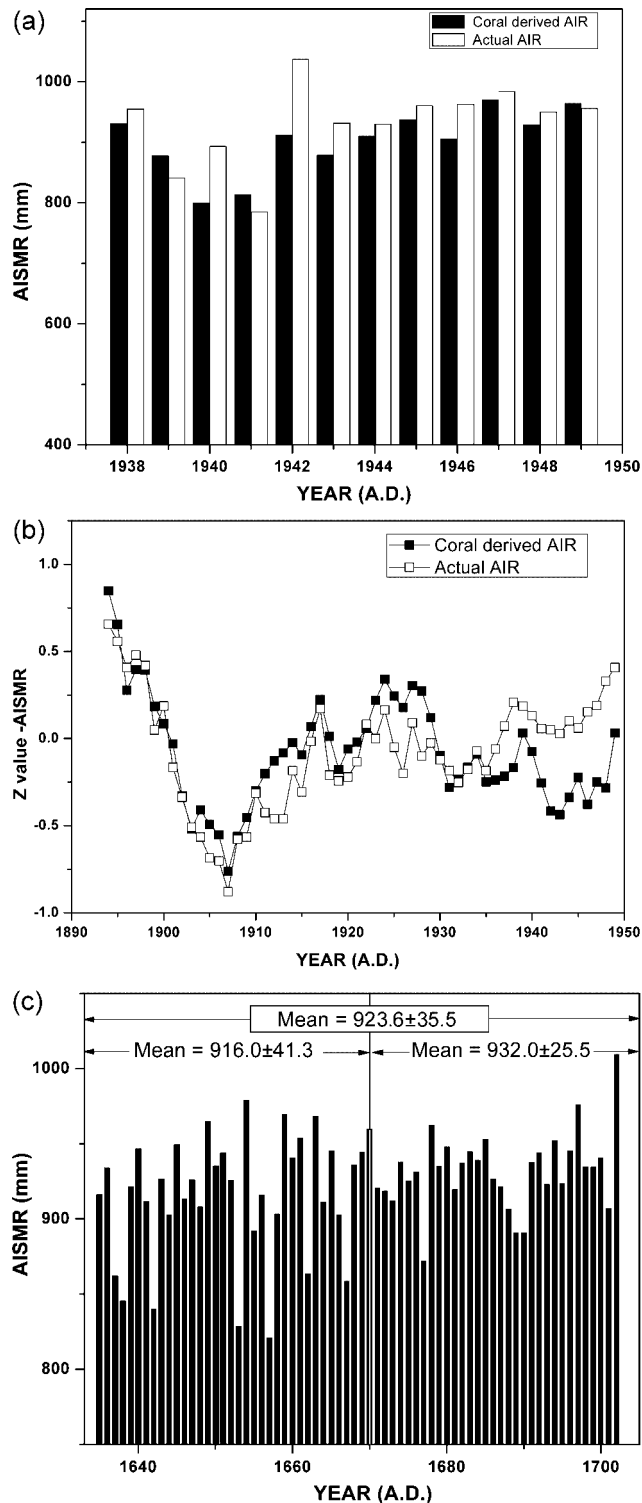 (a)
Coral derived AIR
Actual AIR
1000
800
600
400
AISMR (mm)
1938 1940 1942 1944 1946 1948 1950
YEAR (A.D.)
(b)
Coral derived AIR
Actual AIR
1.0
0.5
0.0
-0.5
-1.0
Z value -AISMR
1890 1900 1910 1920 1930 1940 1950
YEAR (A.D.)
(c)
Mean = 923.6±35.5
Mean = 916.0±41.3 Mean = 932.0±25.5
1000
900
800
AISMR (mm)
1640 1660 1680 1700
YEAR (A.D.)